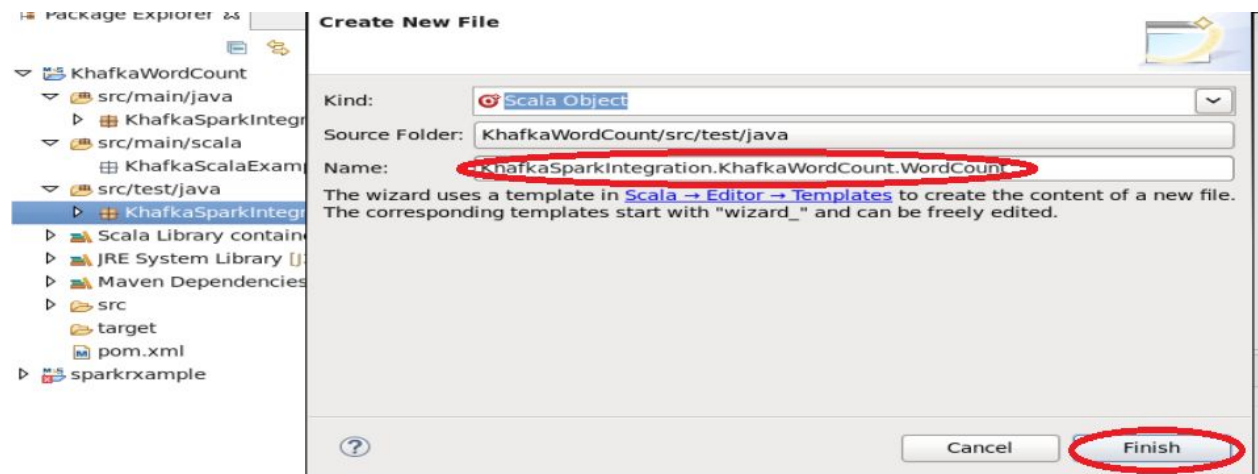 Package Explorer
KhafkaWordCount
src/main/java
KhafkaSparkIntegr
src/main/scala
KhafkaScalaExam
src/test/java
KhafkaSparkIntegr
Scala Library contain
JRE System Library [J
Maven Dependencies
src
target
pom.xml
sparkrxample
Create New File
Kind: Scala Object
Source Folder: KhafkaWordCount/src/test/java
Name: KhafkaSparkIntegration.KhafkaWordCount.WordCount
The wizard uses a template in Scala → Editor → Templates to create the content of a new file.
The corresponding templates start with "wizard_" and can be freely edited.
Cancel Finish